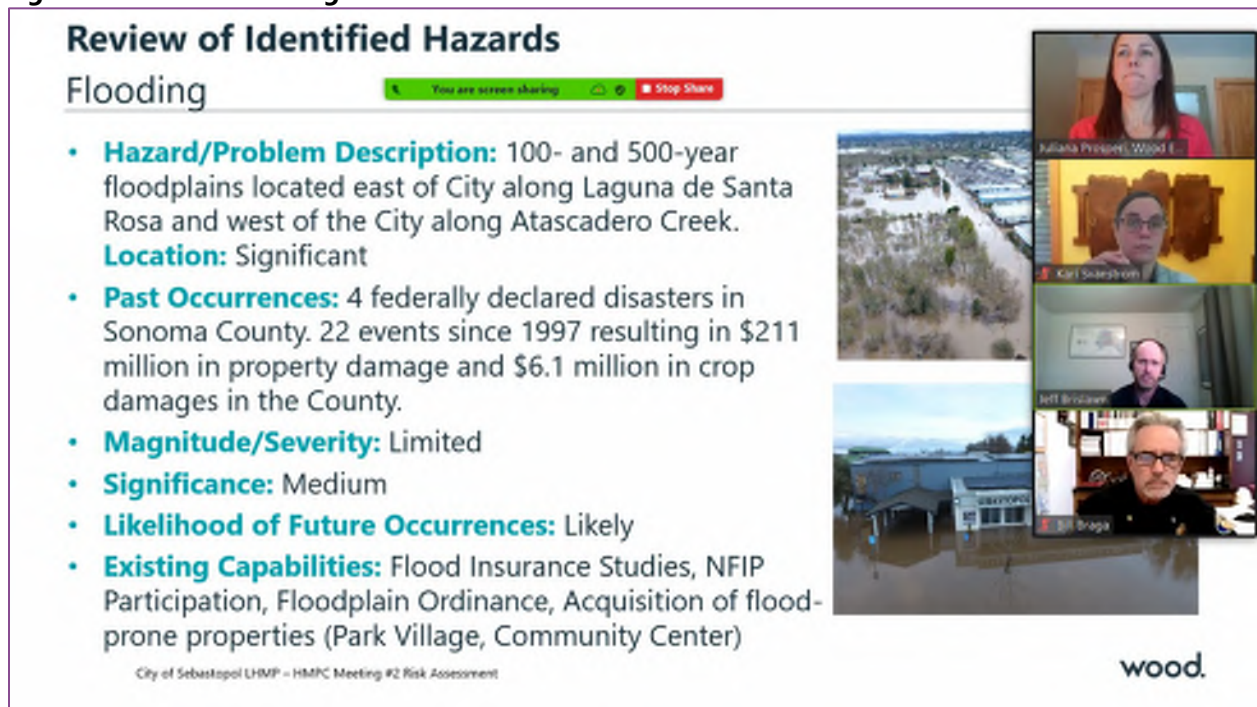 Review of Identified Hazards
Flooding
You are screen sharing
Stop Share
• Hazard/Problem Description: 100- and 500-year
floodplains located east of City along Laguna de Santa
Rosa and west of the City along Atascadero Creek.
Location: Significant
• Past Occurrences: 4 federally declared disasters in
Sonoma County. 22 events since 1997 resulting in $211
million in property damage and $6.1 million in crop
damages in the County.
• Magnitude/Severity: Limited
• Significance: Medium
• Likelihood of Future Occurrences: Likely
• Existing Capabilities: Flood Insurance Studies, NFIP
Participation, Floodplain Ordinance, Acquisition of flood-
prone properties (Park Village, Community Center)
City of Sebastopol LHMP – HMPC Meeting #2 Risk Assessment
wood.
Juliana Prosperi, Wood E...
Kari Svanstrom
Jeff Brislawn
Bill Braga